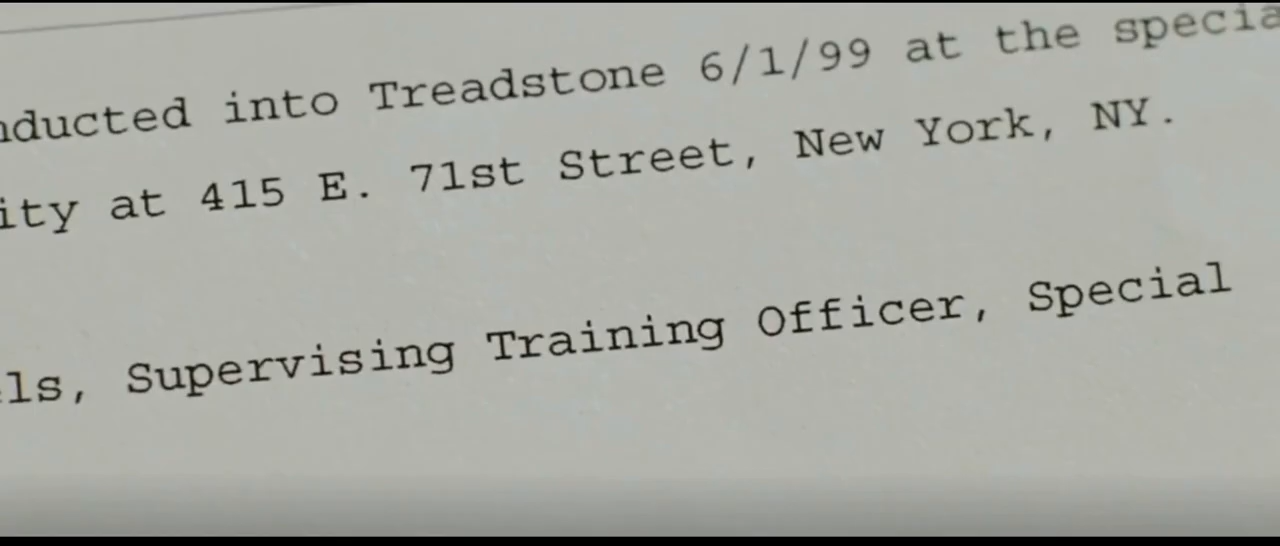 nducted into Treadstone 6/1/99 at the specia
ity at 415 E. 71st Street, New York, NY.
ls, Supervising Training Officer, Special